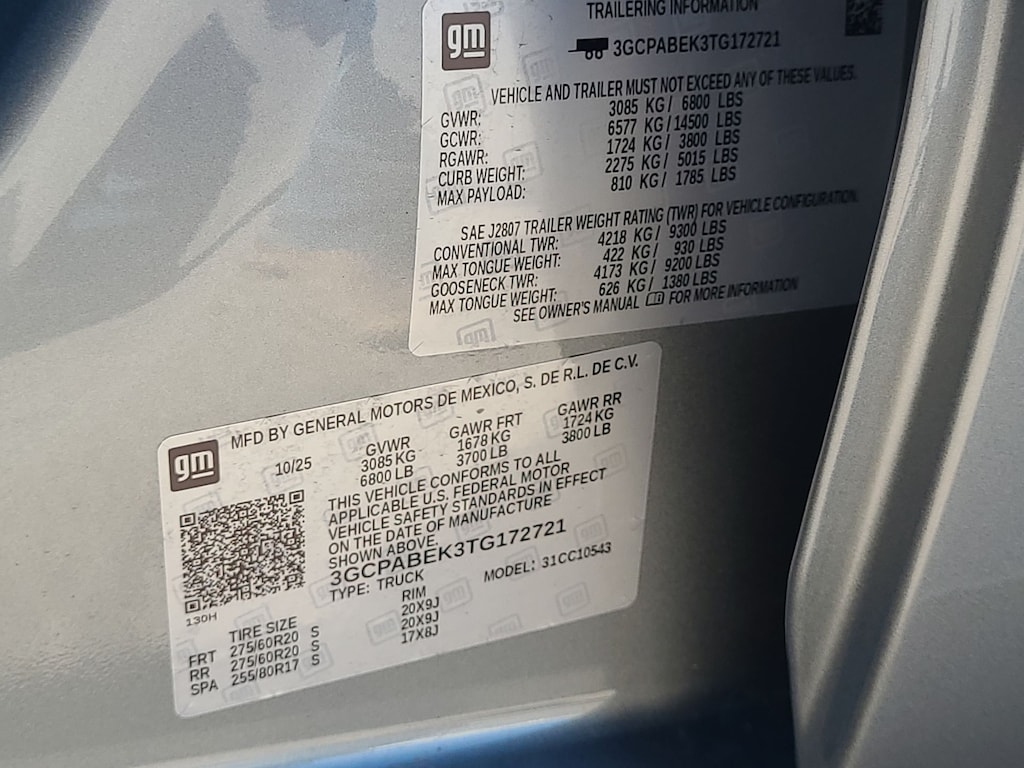 gm
TRAILERING INFORMATION
3GCPABEK3TG172721
VEHICLE AND TRAILER MUST NOT EXCEED ANY OF THESE VALUES.
GVWR: 3085 KG / 6800 LBS
GCWR: 6577 KG / 14500 LBS
RGAWR: 1724 KG / 3800 LBS
CURB WEIGHT: 2275 KG / 5015 LBS
MAX PAYLOAD: 810 KG / 1785 LBS
SAE J2807 TRAILER WEIGHT RATING (TWR) FOR VEHICLE CONFIGURATION.
CONVENTIONAL TWR: 4218 KG / 9300 LBS
MAX TONGUE WEIGHT: 422 KG / 930 LBS
GOOSENECK TWR: 4173 KG / 9200 LBS
MAX TONGUE WEIGHT: 626 KG / 1380 LBS
SEE OWNER'S MANUAL FOR MORE INFORMATION
gm
MFD BY GENERAL MOTORS DE MEXICO, S. DE R.L. DE C.V.
10/25 GVWR GAWR FRT GAWR RR
3085 KG 1678 KG 1724 KG
6800 LB 3700 LB 3800 LB
THIS VEHICLE CONFORMS TO ALL
APPLICABLE U.S. FEDERAL MOTOR
VEHICLE SAFETY STANDARDS IN EFFECT
ON THE DATE OF MANUFACTURE
SHOWN ABOVE.
3GCPABEK3TG172721
TYPE: TRUCK MODEL: 31CC10543
130H
TIRE SIZE RIM
FRT 275/60R20 S 20X9J
RR 275/60R20 S 20X9J
SPA 255/80R17 S 17X8J